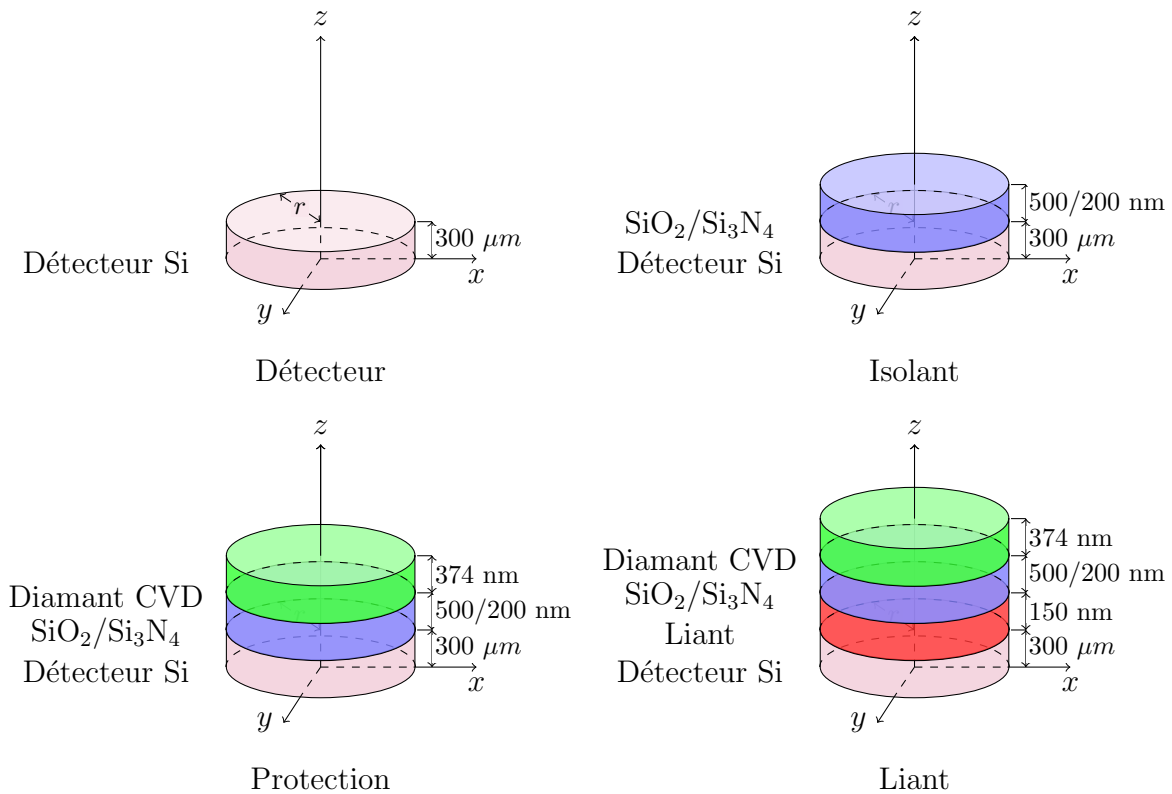 z
r
300 μm
Détecteur Si
x
y
Détecteur
z
r
500/200 nm
SiO₂/Si₃N₄
300 μm
Détecteur Si
x
y
Isolant
z
374 nm
Diamant CVD
500/200 nm
SiO₂/Si₃N₄
r
300 μm
Détecteur Si
x
y
Protection
z
374 nm
Diamant CVD
500/200 nm
SiO₂/Si₃N₄
r
150 nm
Liant
300 μm
Détecteur Si
x
y
Liant